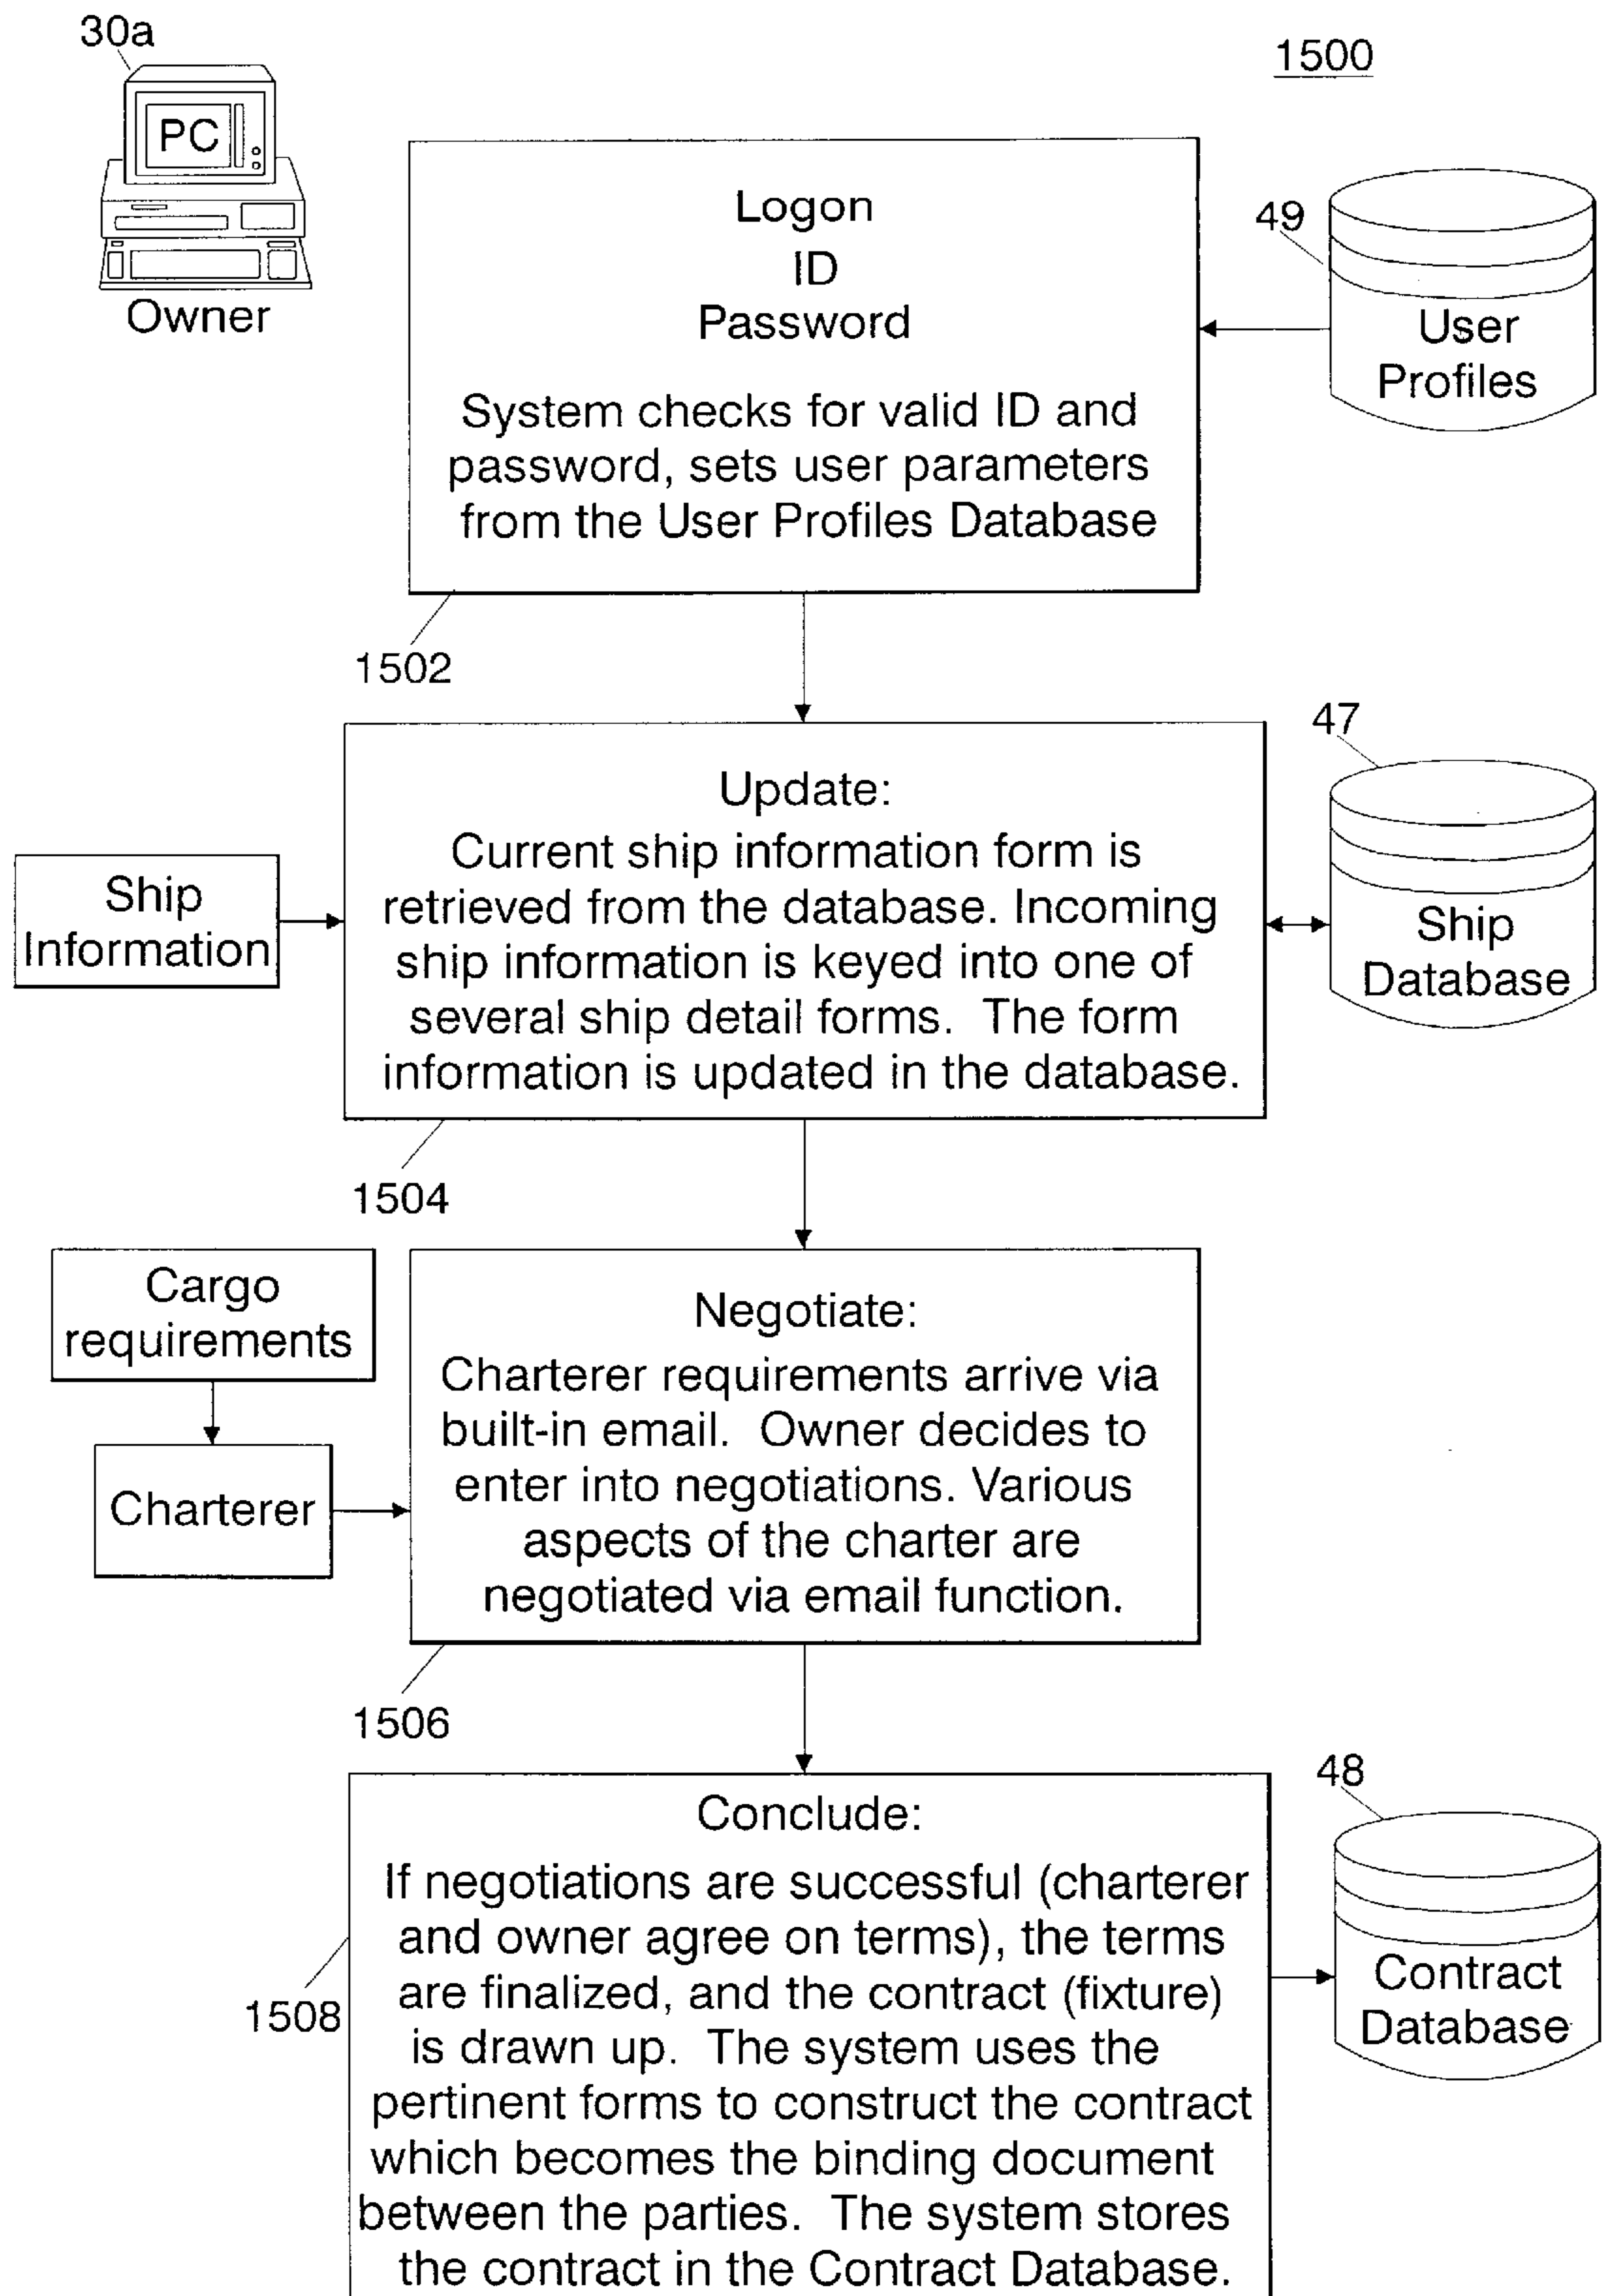 30a
1500
PC
Owner
Logon
ID
Password
System checks for valid ID and
password, sets user parameters
from the User Profiles Database
49
User
Profiles
1502
47
Update:
Current ship information form is
retrieved from the database. Incoming
ship information is keyed into one of
several ship detail forms. The form
information is updated in the database.
Ship
Information
Ship
Database
1504
Cargo
requirements
Charterer
Negotiate:
Charterer requirements arrive via
built-in email. Owner decides to
enter into negotiations. Various
aspects of the charter are
negotiated via email function.
1506
48
Conclude:
If negotiations are successful (charterer
and owner agree on terms), the terms
are finalized, and the contract (fixture)
is drawn up. The system uses the
pertinent forms to construct the contract
which becomes the binding document
between the parties. The system stores
the contract in the Contract Database.
1508
Contract
Database